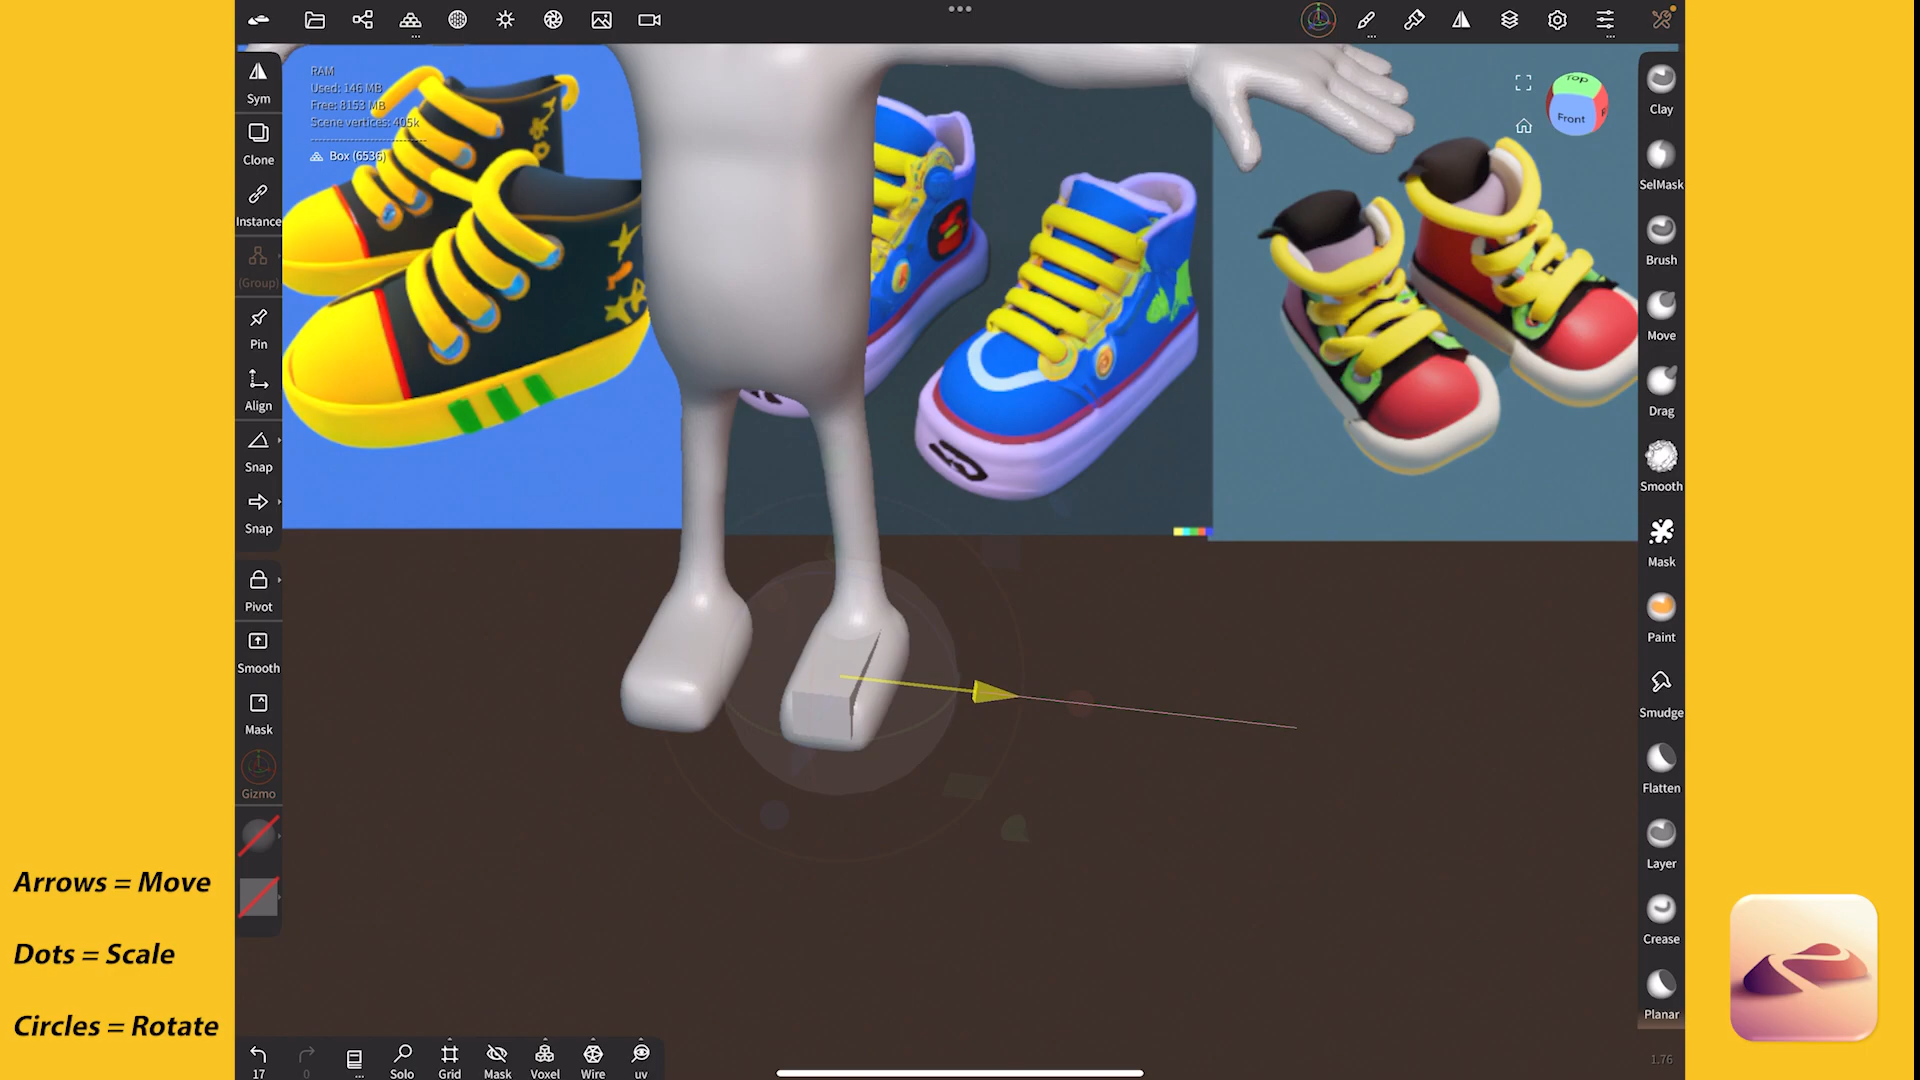 RAM
Used: 146 MB
Free: 8153 MB
Scene vertices: 405k
Box (6536)
Sym
Clone
Instance
(Group)
Pin
Align
Snap
Snap
Pivot
Smooth
Mask
Gizmo
Top
Front
Clay
SelMask
Brush
Move
Drag
Smooth
Mask
Paint
Smudge
Flatten
Layer
Crease
Planar
Arrows = Move
Dots = Scale
Circles = Rotate
17
0
Solo
Grid
Mask
Voxel
Wire
uv
1.76